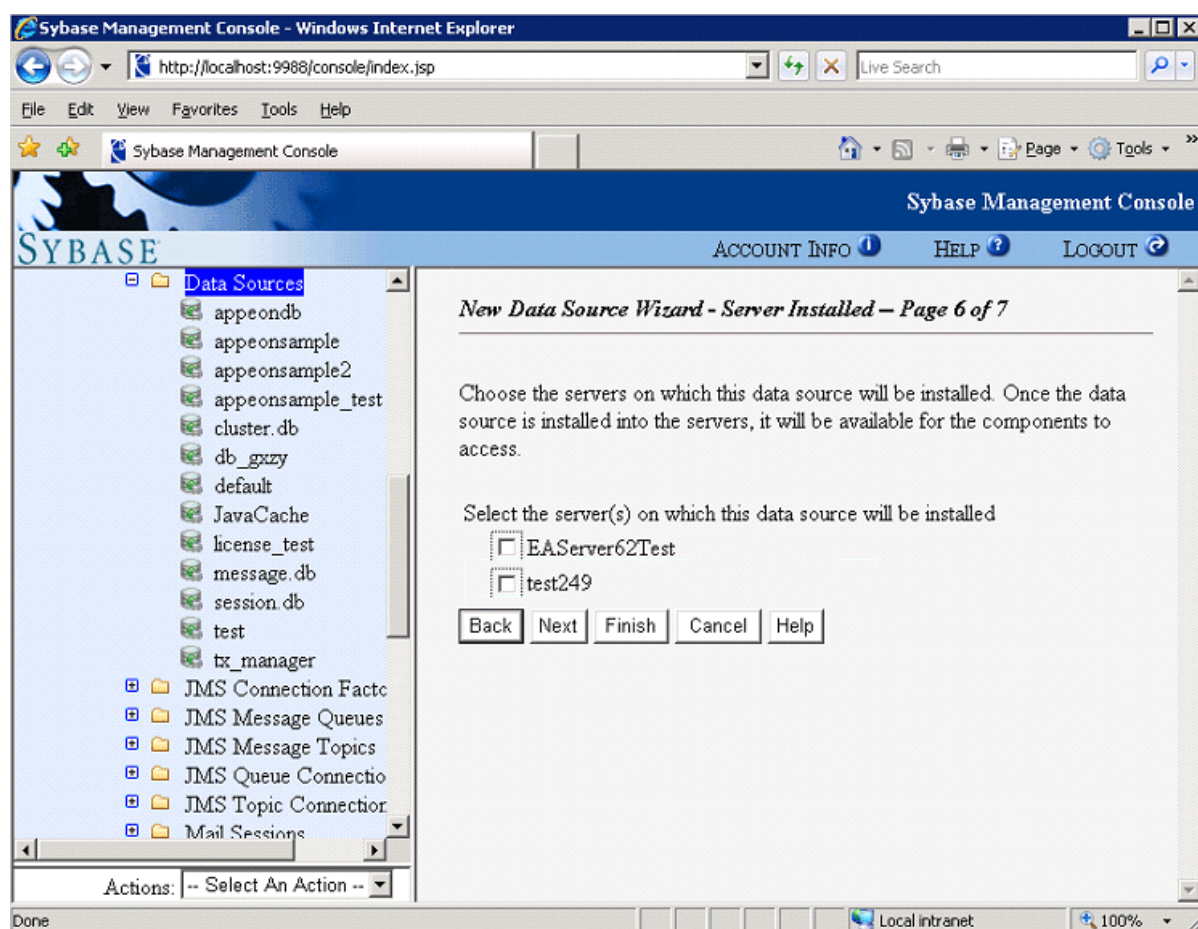 Sybase Management Console - Windows Internet Explorer
http://localhost:9988/console/index.jsp
Live Search
File Edit View Favorites Tools Help
Sybase Management Console
Page Tools »
Sybase Management Console
SYBASE
ACCOUNT INFO HELP LOGOUT
Data Sources
appeondb
appeonsample
appeonsample2
appeonsample_test
cluster.db
db_gxzy
default
JavaCache
license_test
message.db
session.db
test
tx_manager
JMS Connection Facto
JMS Message Queues
JMS Message Topics
JMS Queue Connectio
JMS Topic Connection
Mail Sessions
Actions: -- Select An Action --
New Data Source Wizard - Server Installed – Page 6 of 7
Choose the servers on which this data source will be installed. Once the data
source is installed into the servers, it will be available for the components to
access.
Select the server(s) on which this data source will be installed
EAServer62Test
test249
Back Next Finish Cancel Help
Done
Local intranet
100%